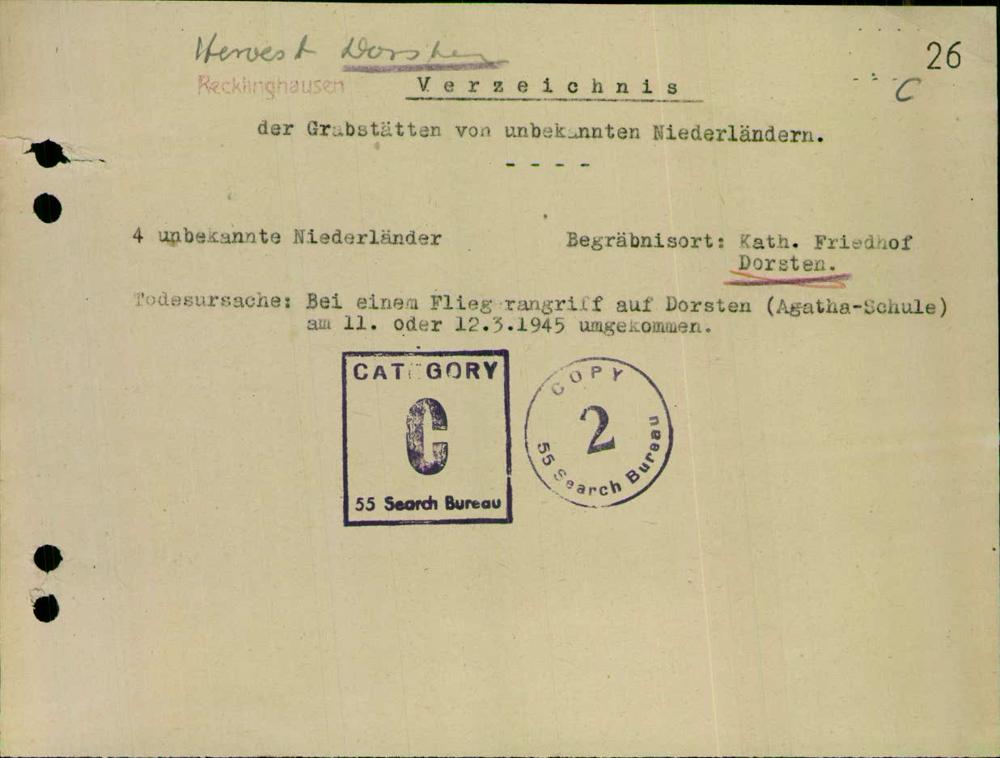 Hervest Dorsten
26
Recklinghausen
Verzeichnis
C
der Grabstätten von unbekannten Niederländern.
- - - -
4 unbekannte Niederländer
Begräbnisort: Kath. Friedhof
Dorsten.
Todesursache: Bei einem Fliegerangriff auf Dorsten (Agatha-Schule)
am 11. oder 12.3.1945 umgekommen.
CATEGORY
C
55 Search Bureau
COPY
2
55 Search Bureau